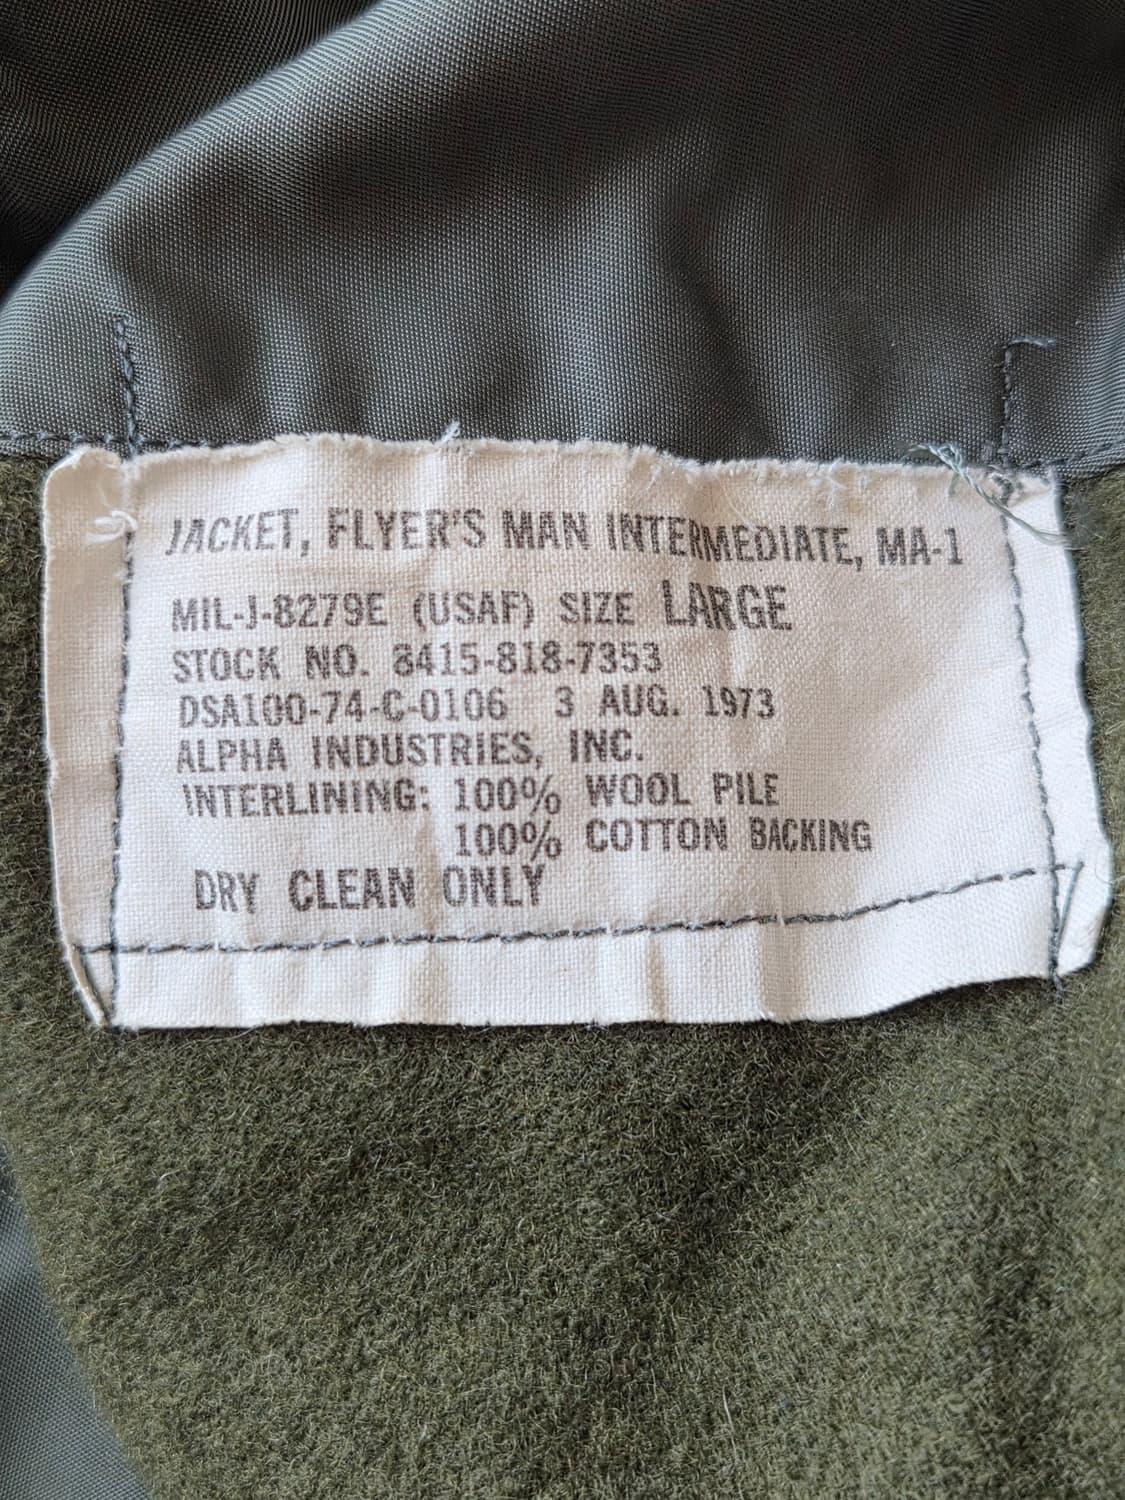 JACKET, FLYER'S MAN INTERMEDIATE, MA-1
MIL-J-8279E (USAF) SIZE LARGE
STOCK NO. 8415-818-7353
DSA100-74-C-0106 3 AUG. 1973
ALPHA INDUSTRIES, INC.
INTERLINING: 100% WOOL PILE
100% COTTON BACKING
DRY CLEAN ONLY